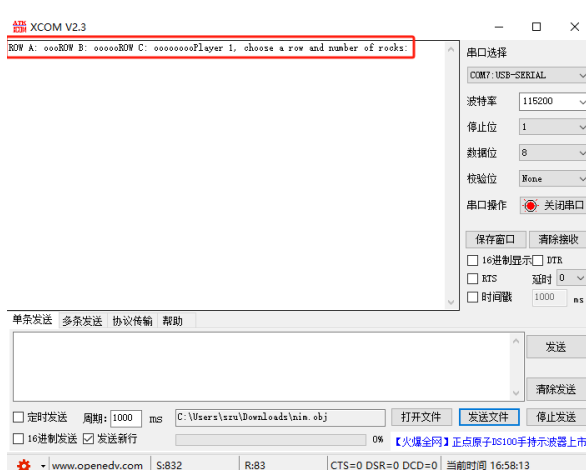 XCOM V2.3
ROW A: oooROW B: oooooROW C: ooooooooPlayer 1, choose a row and number of rocks:
串口选择
COM7:USB-SERIAL
波特率 115200
停止位 1
数据位 8
校验位 None
串口操作 关闭串口
保存窗口 清除接收
16进制显示 DTR
RTS 延时 0
时间戳 1000 ms
单条发送 多条发送 协议传输 帮助
发送
清除发送
定时发送 周期: 1000 ms C:\Users\szu\Downloads\nim.obj 打开文件 发送文件 停止发送
16进制发送 发送新行 0% 【火爆全网】正点原子DS100手持示波器上市
www.openedv.com S:832 R:83 CTS=0 DSR=0 DCD=0 当前时间 16:58:13